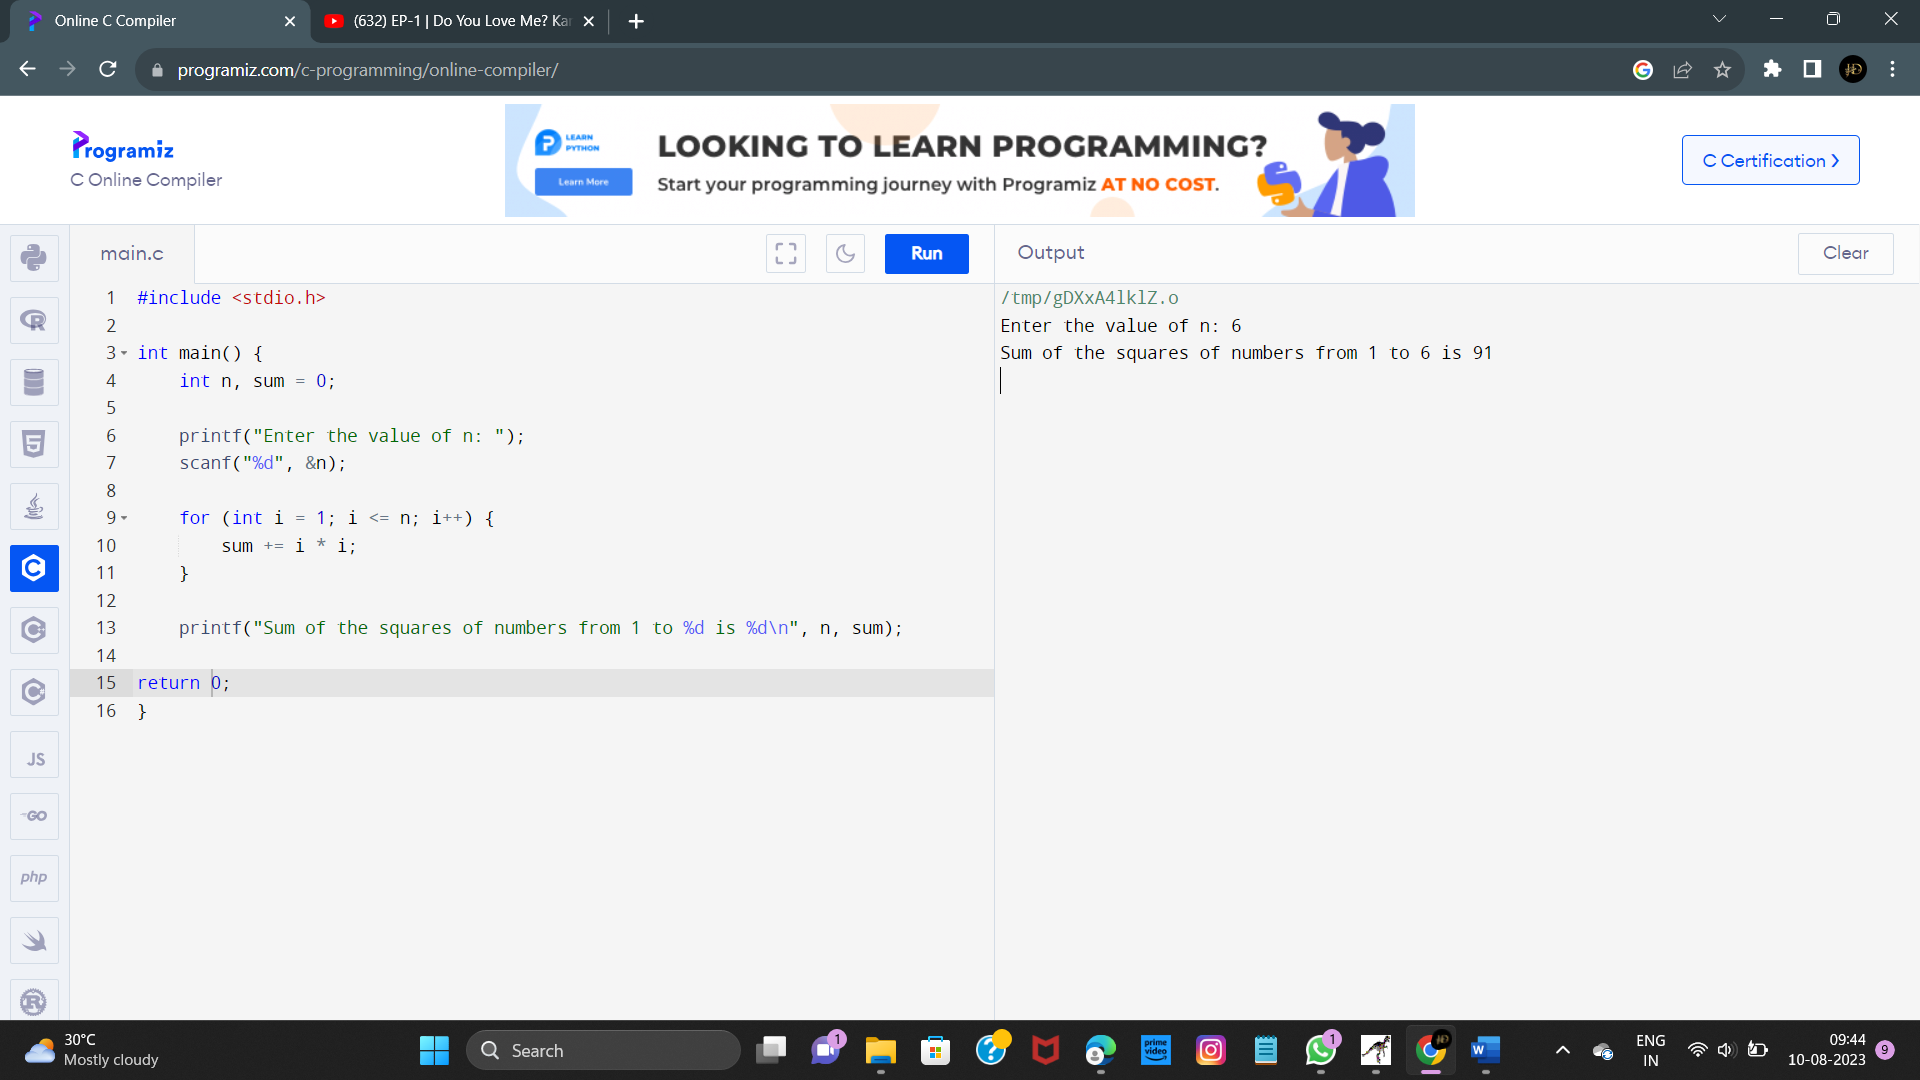 Online C Compiler
(632) EP-1 | Do You Love Me? Ka
programiz.com/c-programming/online-compiler/
Programiz
C Online Compiler
LEARN
PYTHON
Learn More
LOOKING TO LEARN PROGRAMMING?
Start your programming journey with Programiz AT NO COST.
C Certification >
main.c
Run
Output
Clear
1 #include <stdio.h>
2
3 int main() {
4     int n, sum = 0;
5
6     printf("Enter the value of n: ");
7     scanf("%d", &n);
8
9     for (int i = 1; i <= n; i++) {
10         sum += i * i;
11     }
12
13     printf("Sum of the squares of numbers from 1 to %d is %d\n", n, sum);
14
15 return 0;
16 }
/tmp/gDXxA4lklZ.o
Enter the value of n: 6
Sum of the squares of numbers from 1 to 6 is 91
JS
GO
php
30°C
Mostly cloudy
Search
1
prime
video
1
W
ENG
IN
09:44
10-08-2023
9